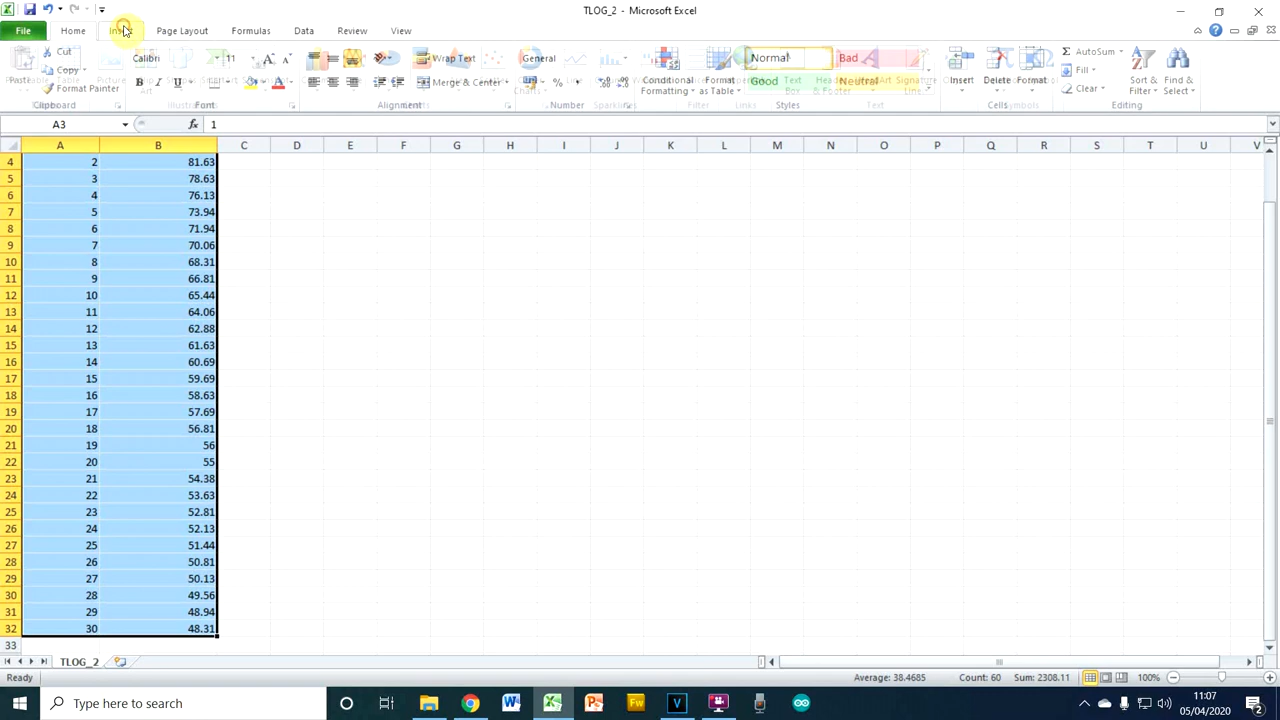 TLOG_2 - Microsoft Excel
File Home Page Layout Formulas Data Review View
Cut
Copy
Format Painter
Paste
Clipboard
Calibri 11
B U A
Font
Wrap Text
Merge & Center
Alignment
General
%
Number
Conditional Formatting
Format as Table
Normal Bad
Good Neutral
Styles
Insert Delete Format
Cells
AutoSum
Fill
Clear
Sort & Filter
Find & Select
Editing
A3 fx 1
A B C D E F G H I J K L M N O P Q R S T U V
4 2 81.63
5 3 78.63
6 4 76.13
7 5 73.94
8 6 71.94
9 7 70.06
10 8 68.31
11 9 66.81
12 10 65.44
13 11 64.06
14 12 62.88
15 13 61.63
16 14 60.69
17 15 59.69
18 16 58.63
19 17 57.69
20 18 56.81
21 19 56
22 20 55
23 21 54.38
24 22 53.63
25 23 52.81
26 24 52.13
27 25 51.44
28 26 50.81
29 27 50.13
30 28 49.56
31 29 48.94
32 30 48.31
33
TLOG_2
Ready Average: 38.4685 Count: 60 Sum: 2308.11 100%
Type here to search
11:07
05/04/2020